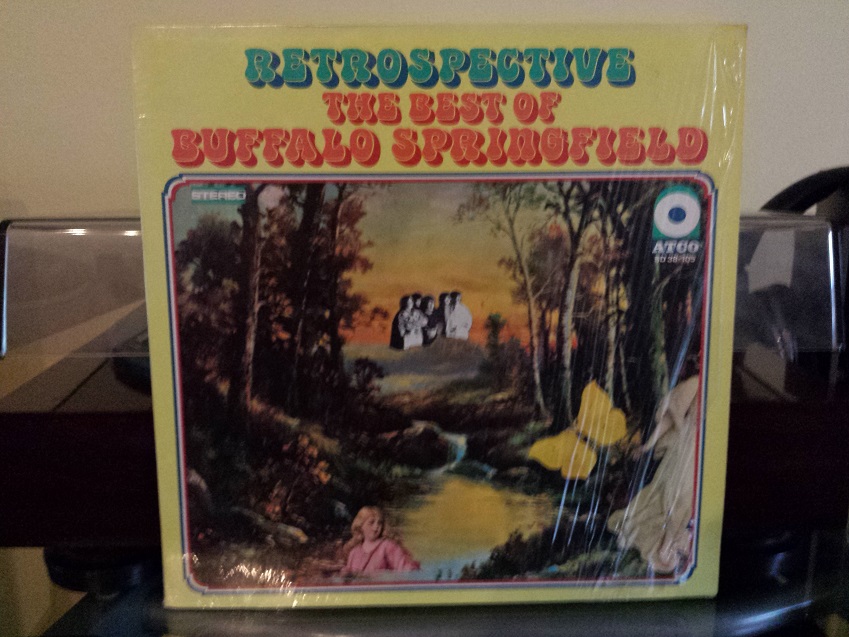 RETROSPECTIVE
THE BEST OF
BUFFALO SPRINGFIELD
STEREO
ATCO
SD 38-105